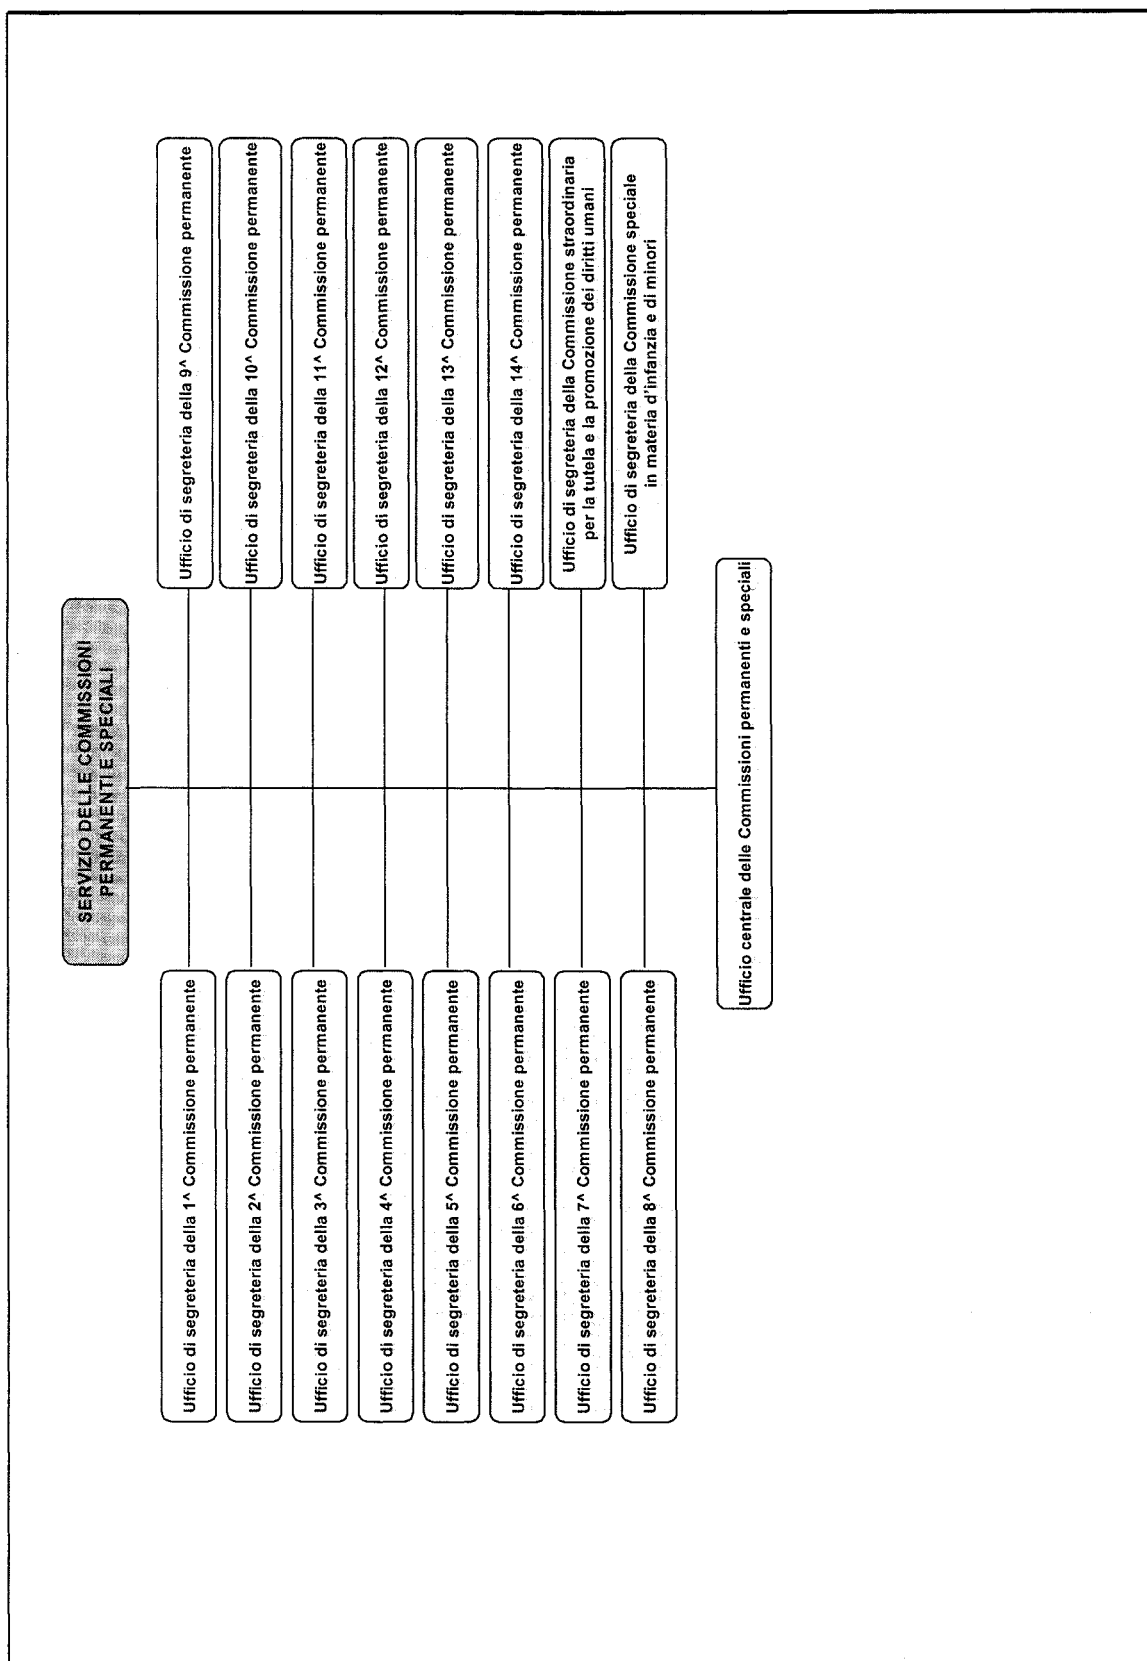 SERVIZIO DELLE COMMISSIONI
PERMANENTI E SPECIALI
Ufficio di segreteria della 1^ Commissione permanente
Ufficio di segreteria della 2^ Commissione permanente
Ufficio di segreteria della 3^ Commissione permanente
Ufficio di segreteria della 4^ Commissione permanente
Ufficio di segreteria della 5^ Commissione permanente
Ufficio di segreteria della 6^ Commissione permanente
Ufficio di segreteria della 7^ Commissione permanente
Ufficio di segreteria della 8^ Commissione permanente
Ufficio di segreteria della 9^ Commissione permanente
Ufficio di segreteria della 10^ Commissione permanente
Ufficio di segreteria della 11^ Commissione permanente
Ufficio di segreteria della 12^ Commissione permanente
Ufficio di segreteria della 13^ Commissione permanente
Ufficio di segreteria della 14^ Commissione permanente
Ufficio di segreteria della Commissione straordinaria
per la tutela e la promozione dei diritti umani
Ufficio di segreteria della Commissione speciale
in materia d'infanzia e di minori
Ufficio centrale delle Commissioni permanenti e speciali